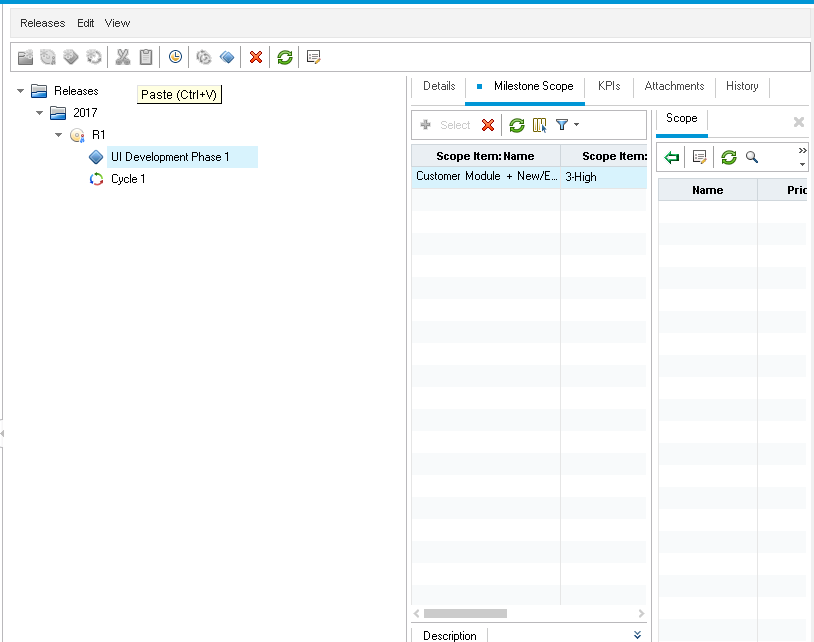 Releases Edit View
Releases
Paste (Ctrl+V)
2017
R1
UI Development Phase 1
Cycle 1
Details Milestone Scope KPIs Attachments History
Select
Scope Item: Name Scope Item:
Customer Module + New/E... 3-High
Description
Scope
Name Pric